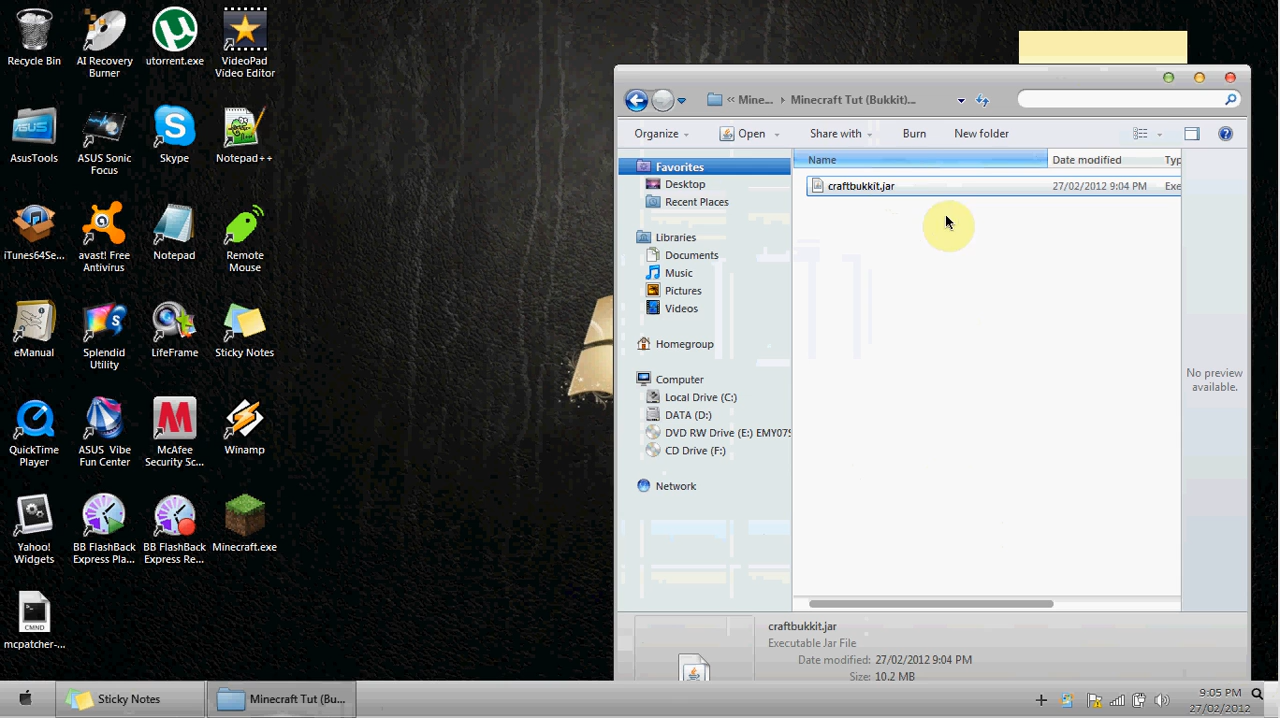 Recycle Bin
AI Recovery
Burner
utorrent.exe
VideoPad
Video Editor
AsusTools
ASUS Sonic
Focus
Skype
Notepad++
iTunes64Se...
avast! Free
Antivirus
Notepad
Remote
Mouse
eManual
Splendid
Utility
LifeFrame
Sticky Notes
QuickTime
Player
ASUS Vibe
Fun Center
McAfee
Security Sc...
Winamp
Yahoo!
Widgets
BB FlashBack
Express Pla...
BB FlashBack
Express Re...
Minecraft.exe
CMND
mcpatcher-...
« Mine... Minecraft Tut (Bukkit)...
Organize Open Share with Burn New folder
Name Date modified Typ
craftbukkit.jar 27/02/2012 9:04 PM Exe
Favorites
Desktop
Recent Places
Libraries
Documents
Music
Pictures
Videos
Homegroup
Computer
Local Drive (C:)
DATA (D:)
DVD RW Drive (E:) EMY079
CD Drive (F:)
Network
No preview
available.
craftbukkit.jar
Executable Jar File
Date modified: 27/02/2012 9:04 PM
Size: 10.2 MB
Sticky Notes
Minecraft Tut (Bu...
9:05 PM
27/02/2012